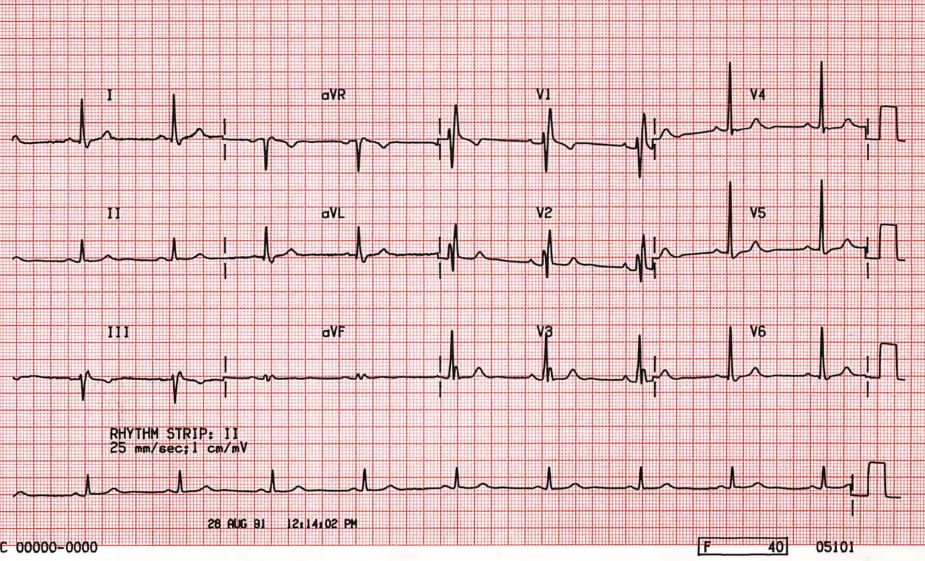 I aVR V1 V4
II aVL V2 V5
III aVF V3 V6
RHYTHM STRIP: II
25 mm/sec;1 cm/mV
28 AUG 91 12:14:02 PM
C 00000-0000 F 40 05101